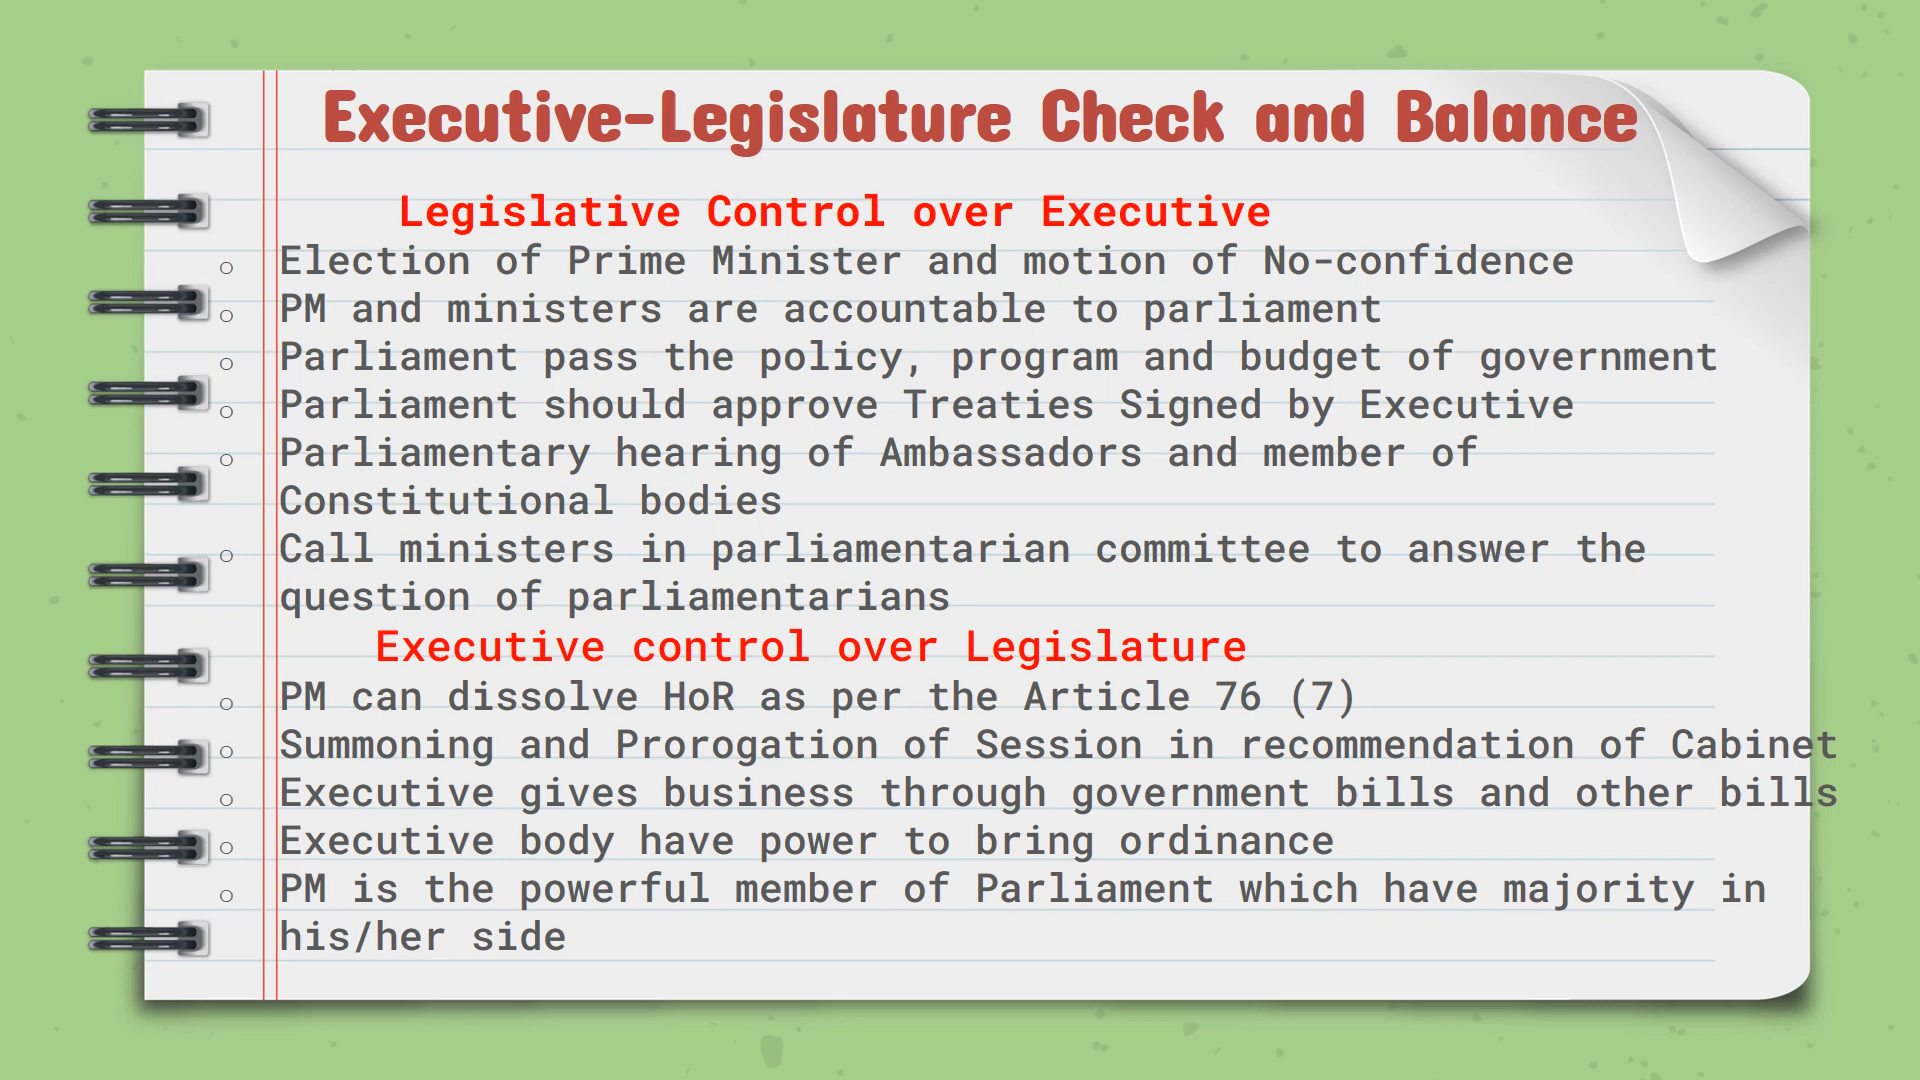 Executive-Legislature Check and Balance
Legislative Control over Executive
○ Election of Prime Minister and motion of No-confidence
○ PM and ministers are accountable to parliament
○ Parliament pass the policy, program and budget of government
○ Parliament should approve Treaties Signed by Executive
○ Parliamentary hearing of Ambassadors and member of
Constitutional bodies
○ Call ministers in parliamentarian committee to answer the
question of parliamentarians
Executive control over Legislature
○ PM can dissolve HoR as per the Article 76 (7)
○ Summoning and Prorogation of Session in recommendation of Cabinet
○ Executive gives business through government bills and other bills
○ Executive body have power to bring ordinance
○ PM is the powerful member of Parliament which have majority in
his/her side